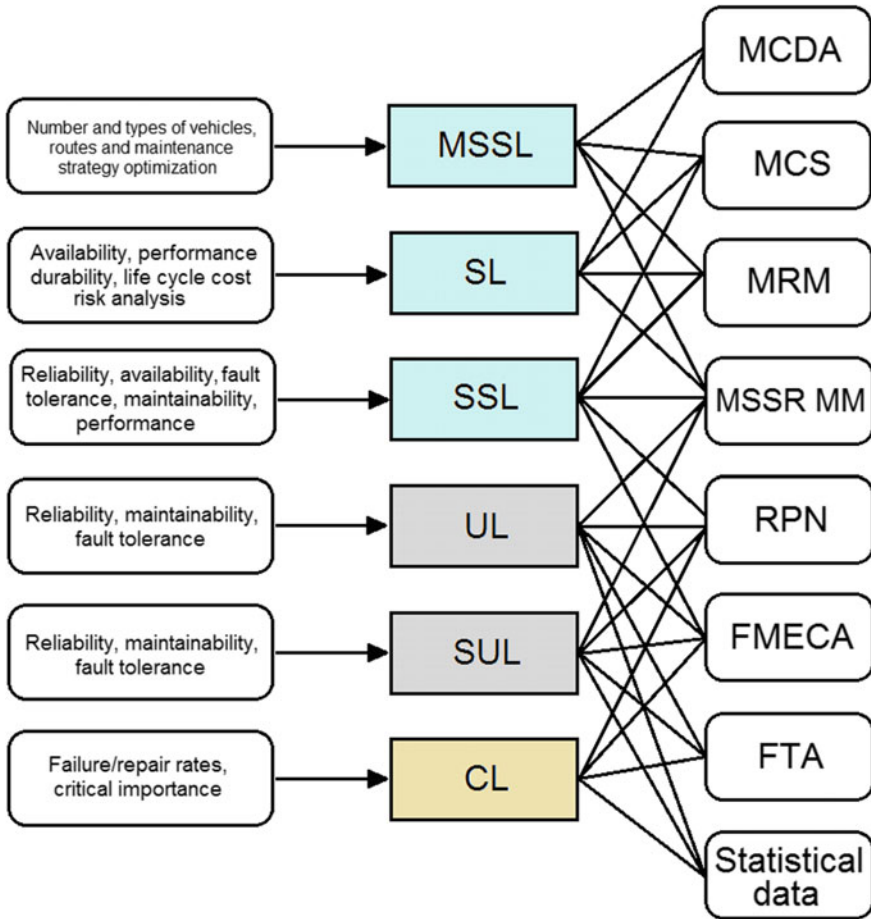 Number and types of vehicles,
routes and maintenance
strategy optimization
Availability, performance
durability, life cycle cost
risk analysis
Reliability, availability, fault
tolerance, maintainability,
performance
Reliability, maintainability,
fault tolerance
Reliability, maintainability,
fault tolerance
Failure/repair rates,
critical importance
MSSL
SL
SSL
UL
SUL
CL
MCDA
MCS
MRM
MSSR MM
RPN
FMECA
FTA
Statistical
data